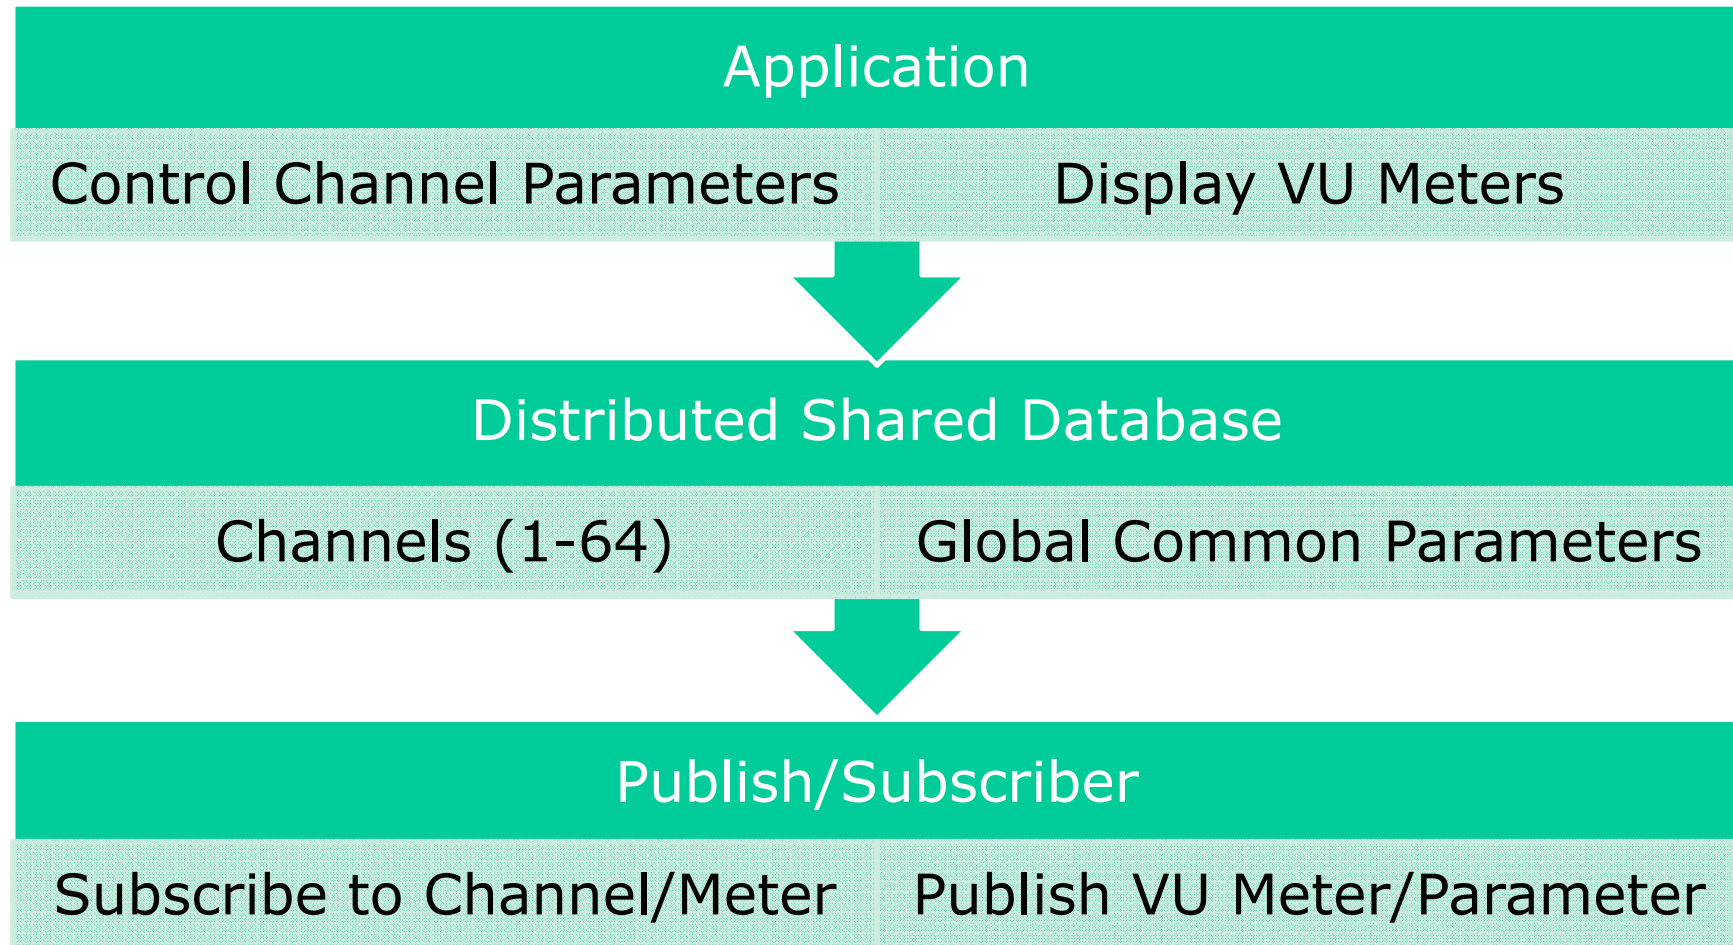 Application
Control Channel Parameters
Display VU Meters
Distributed Shared Database
Channels (1-64)
Global Common Parameters
Publish/Subscriber
Subscribe to Channel/Meter
Publish VU Meter/Parameter